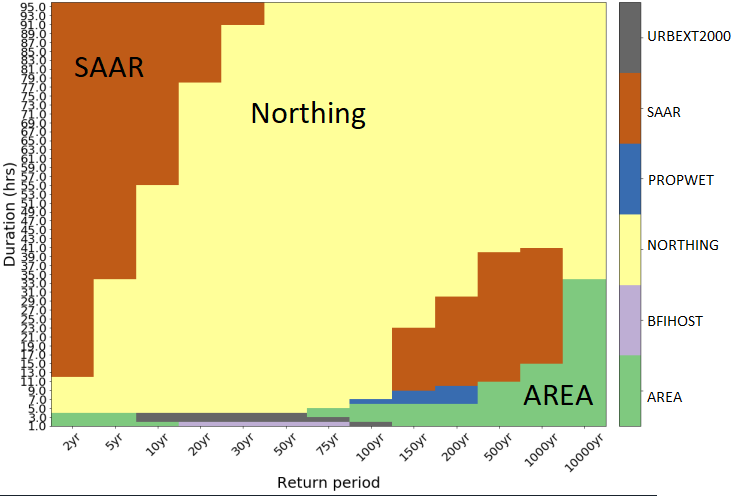 95.0
93.0
91.0
89.0
87.0
85.0
83.0
81.0
79.0
77.0
75.0
73.0
71.0
69.0
67.0
65.0
63.0
61.0
59.0
57.0
55.0
53.0
51.0
49.0
47.0
45.0
43.0
41.0
39.0
37.0
35.0
33.0
31.0
29.0
27.0
25.0
23.0
21.0
19.0
17.0
15.0
13.0
11.0
9.0
7.0
5.0
3.0
1.0
Duration (hrs)
SAAR
Northing
AREA
2yr
5yr
10yr
20yr
30yr
50yr
75yr
100yr
150yr
200yr
500yr
1000yr
10000yr
Return period
URBEXT2000
SAAR
PROPWET
NORTHING
BFIHOST
AREA